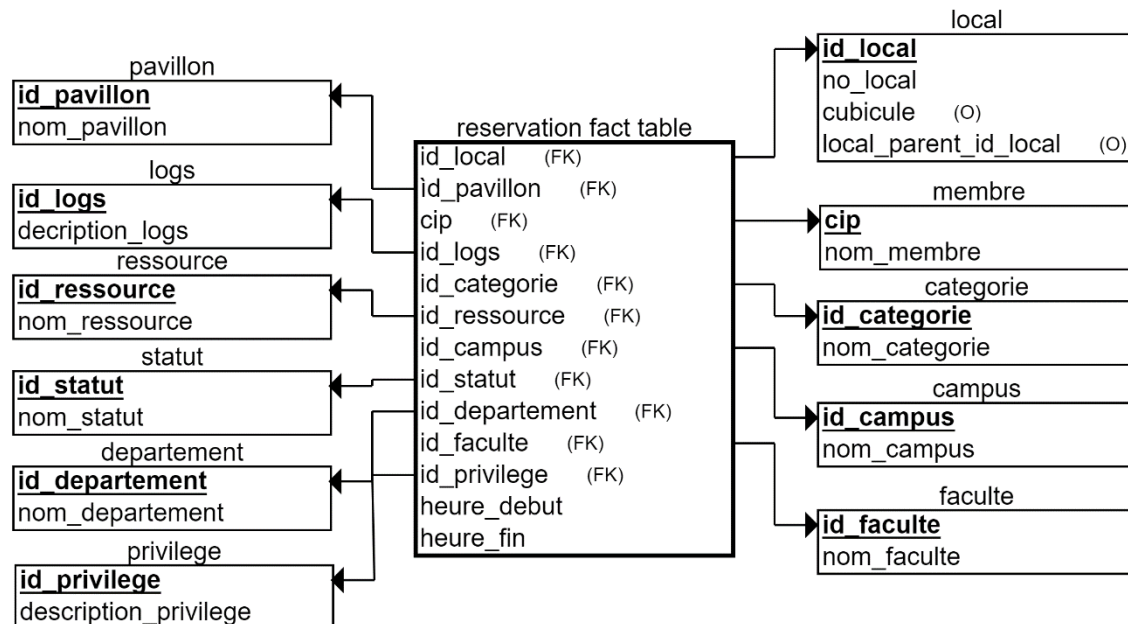 pavillon
id_pavillon
nom_pavillon
logs
id_logs
decription_logs
ressource
id_ressource
nom_ressource
statut
id_statut
nom_statut
departement
id_departement
nom_departement
privilege
id_privilege
description_privilege
reservation fact table
id_local (FK)
id_pavillon (FK)
cip (FK)
id_logs (FK)
id_categorie (FK)
id_ressource (FK)
id_campus (FK)
id_statut (FK)
id_departement (FK)
id_faculte (FK)
id_privilege (FK)
heure_debut
heure_fin
local
id_local
no_local
cubicule (O)
local_parent_id_local (O)
membre
cip
nom_membre
categorie
id_categorie
nom_categorie
campus
id_campus
nom_campus
faculte
id_faculte
nom_faculte